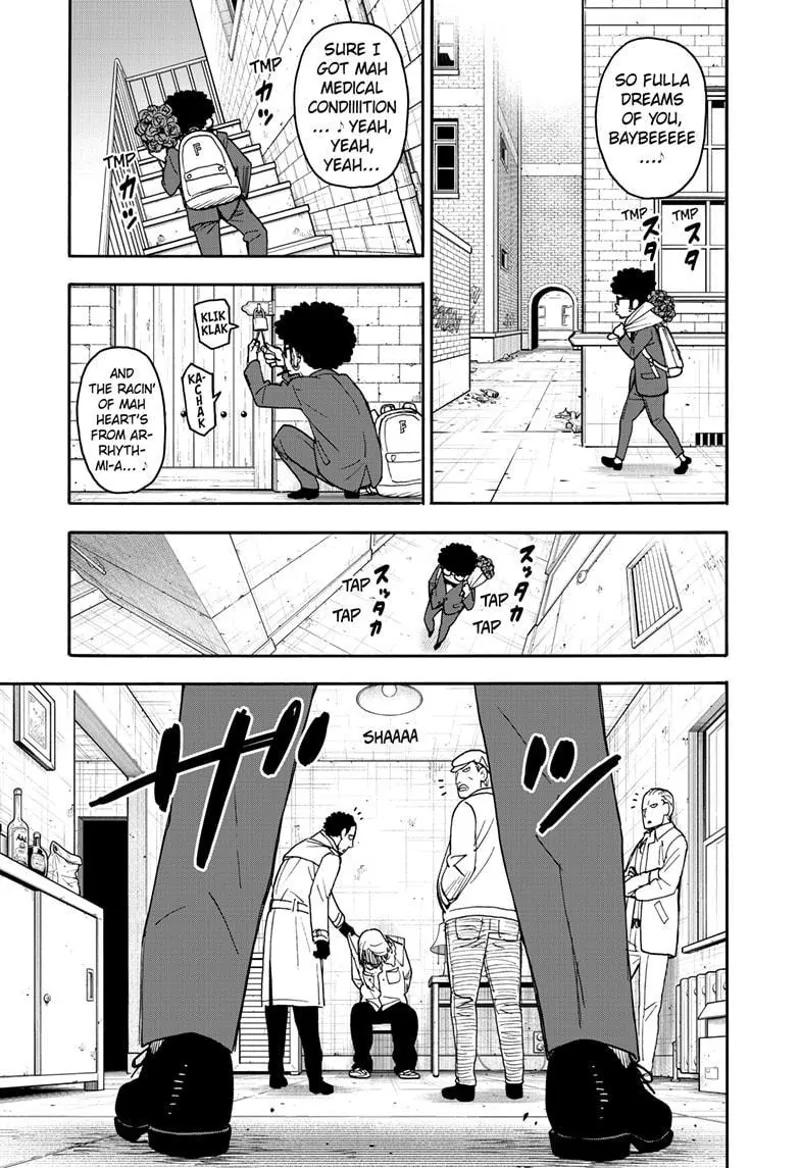 SO FULLA
DREAMS
OF YOU,
BAYBEEEEE
....♪
TMP
スタ
TMP
スタ
SURE I
GOT MAH
MEDICAL
CONDIIIITION
... ♪ YEAH,
YEAH,
YEAH...
TMP
カッ
TMP
カッ
F
KLIK
KLAK
KA-
CHAK
AND
THE RACIN'
OF MAH
HEART'S
FROM AR-
RHYTH-
MI-A... ♪
F
スッタカ
TAP
TAP
スッタカ
TAP
TAP
SHAAAA
ザッ